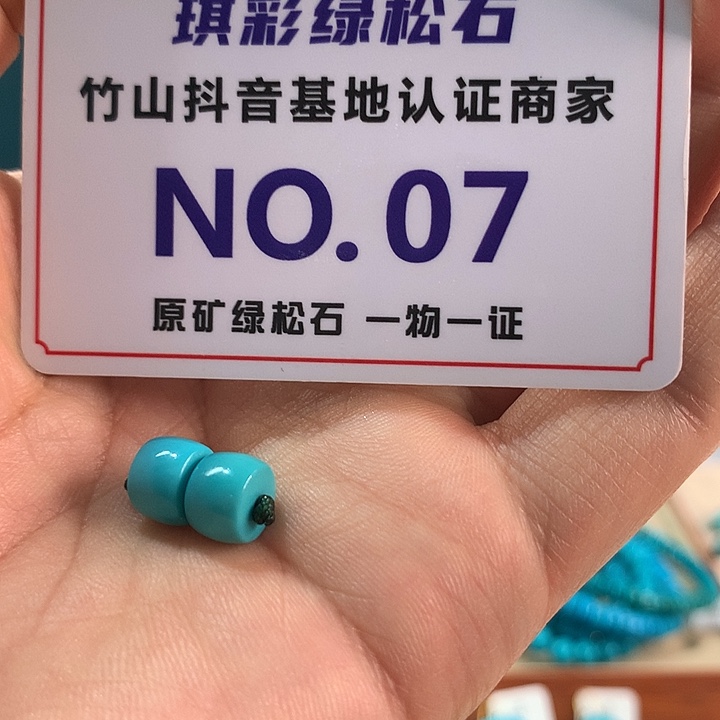 琪彩绿松石
竹山抖音基地认证商家
NO.07
原矿绿松石 一物一证